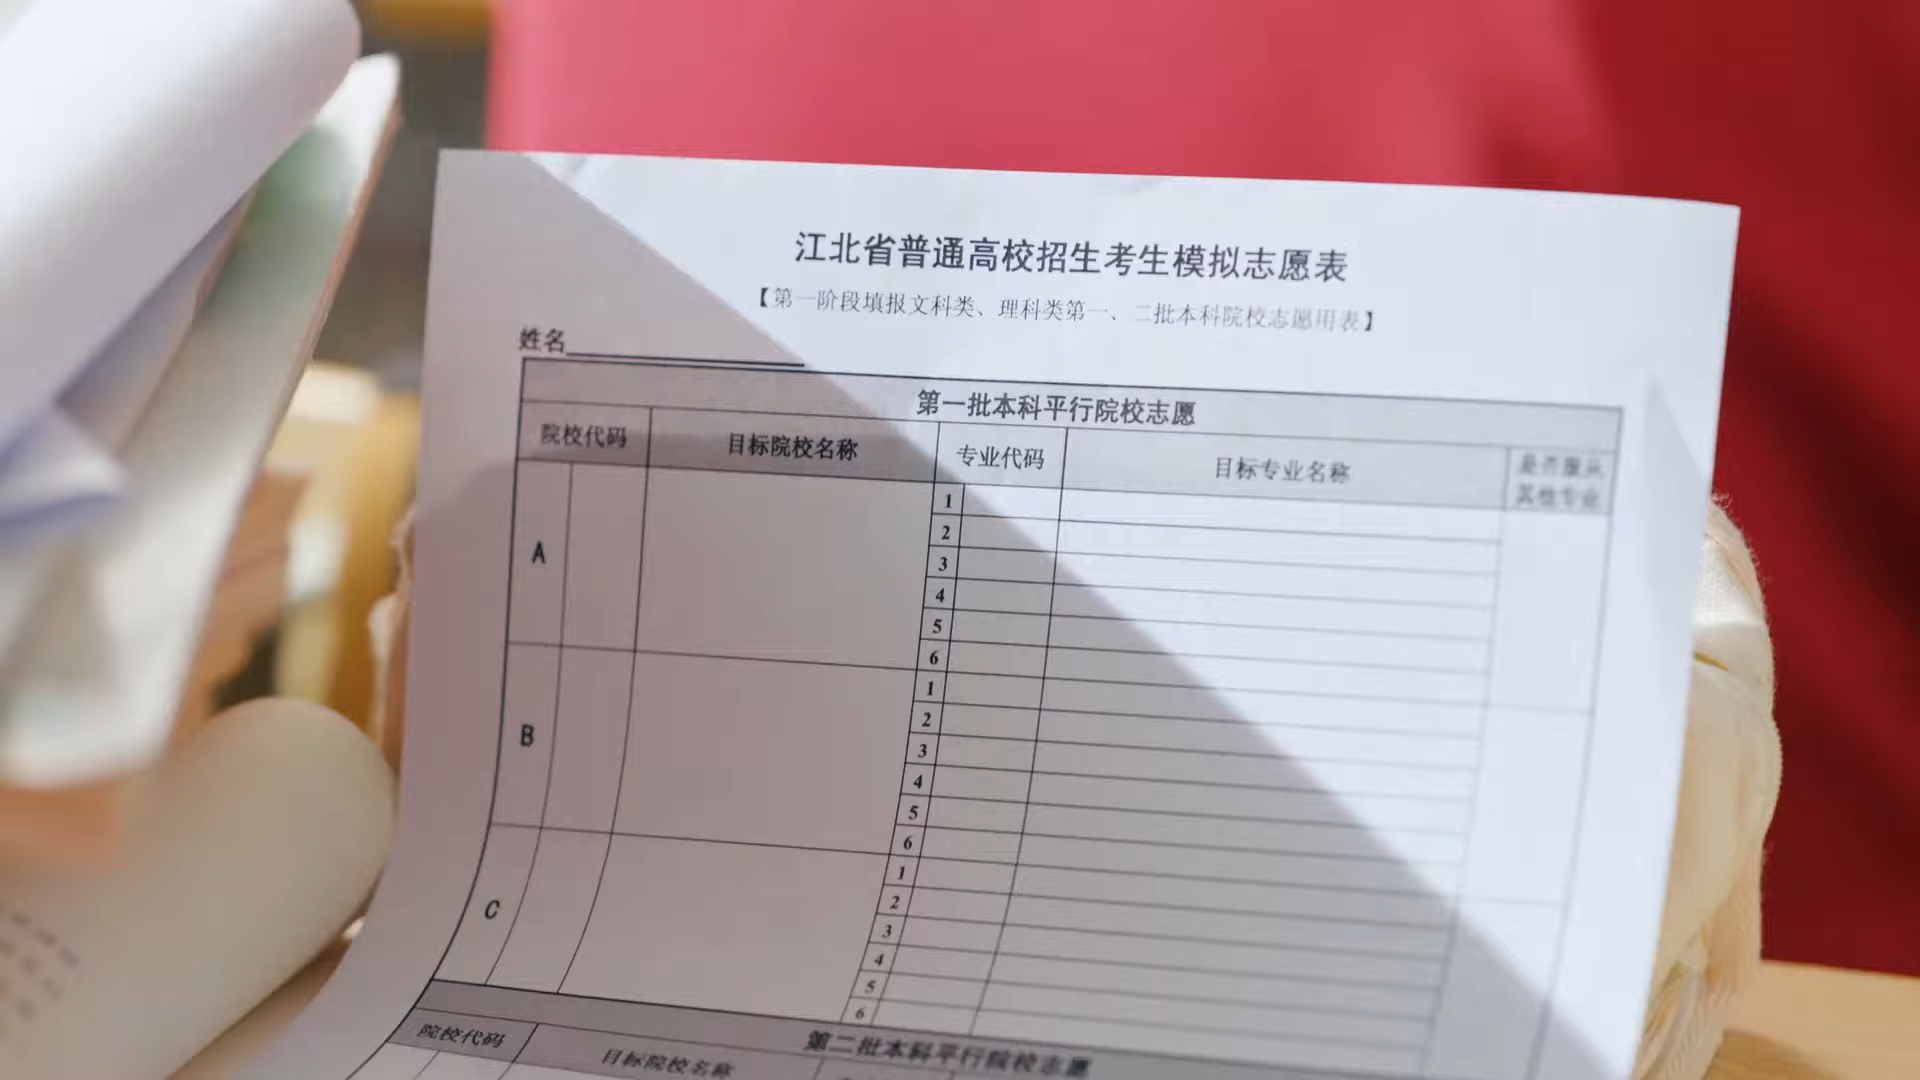 江北省普通高校招生考生模拟志愿表
【第一阶段填报文科类、理科类第一、二批本科院校志愿用表】
姓名
第一批本科平行院校志愿
院校代码 目标院校名称 专业代码 目标专业名称 是否服从
其他专业
A
1
2
3
4
5
6
B
1
2
3
4
5
6
C
1
2
3
4
5
6
第二批本科平行院校志愿
院校代码 目标院校名称